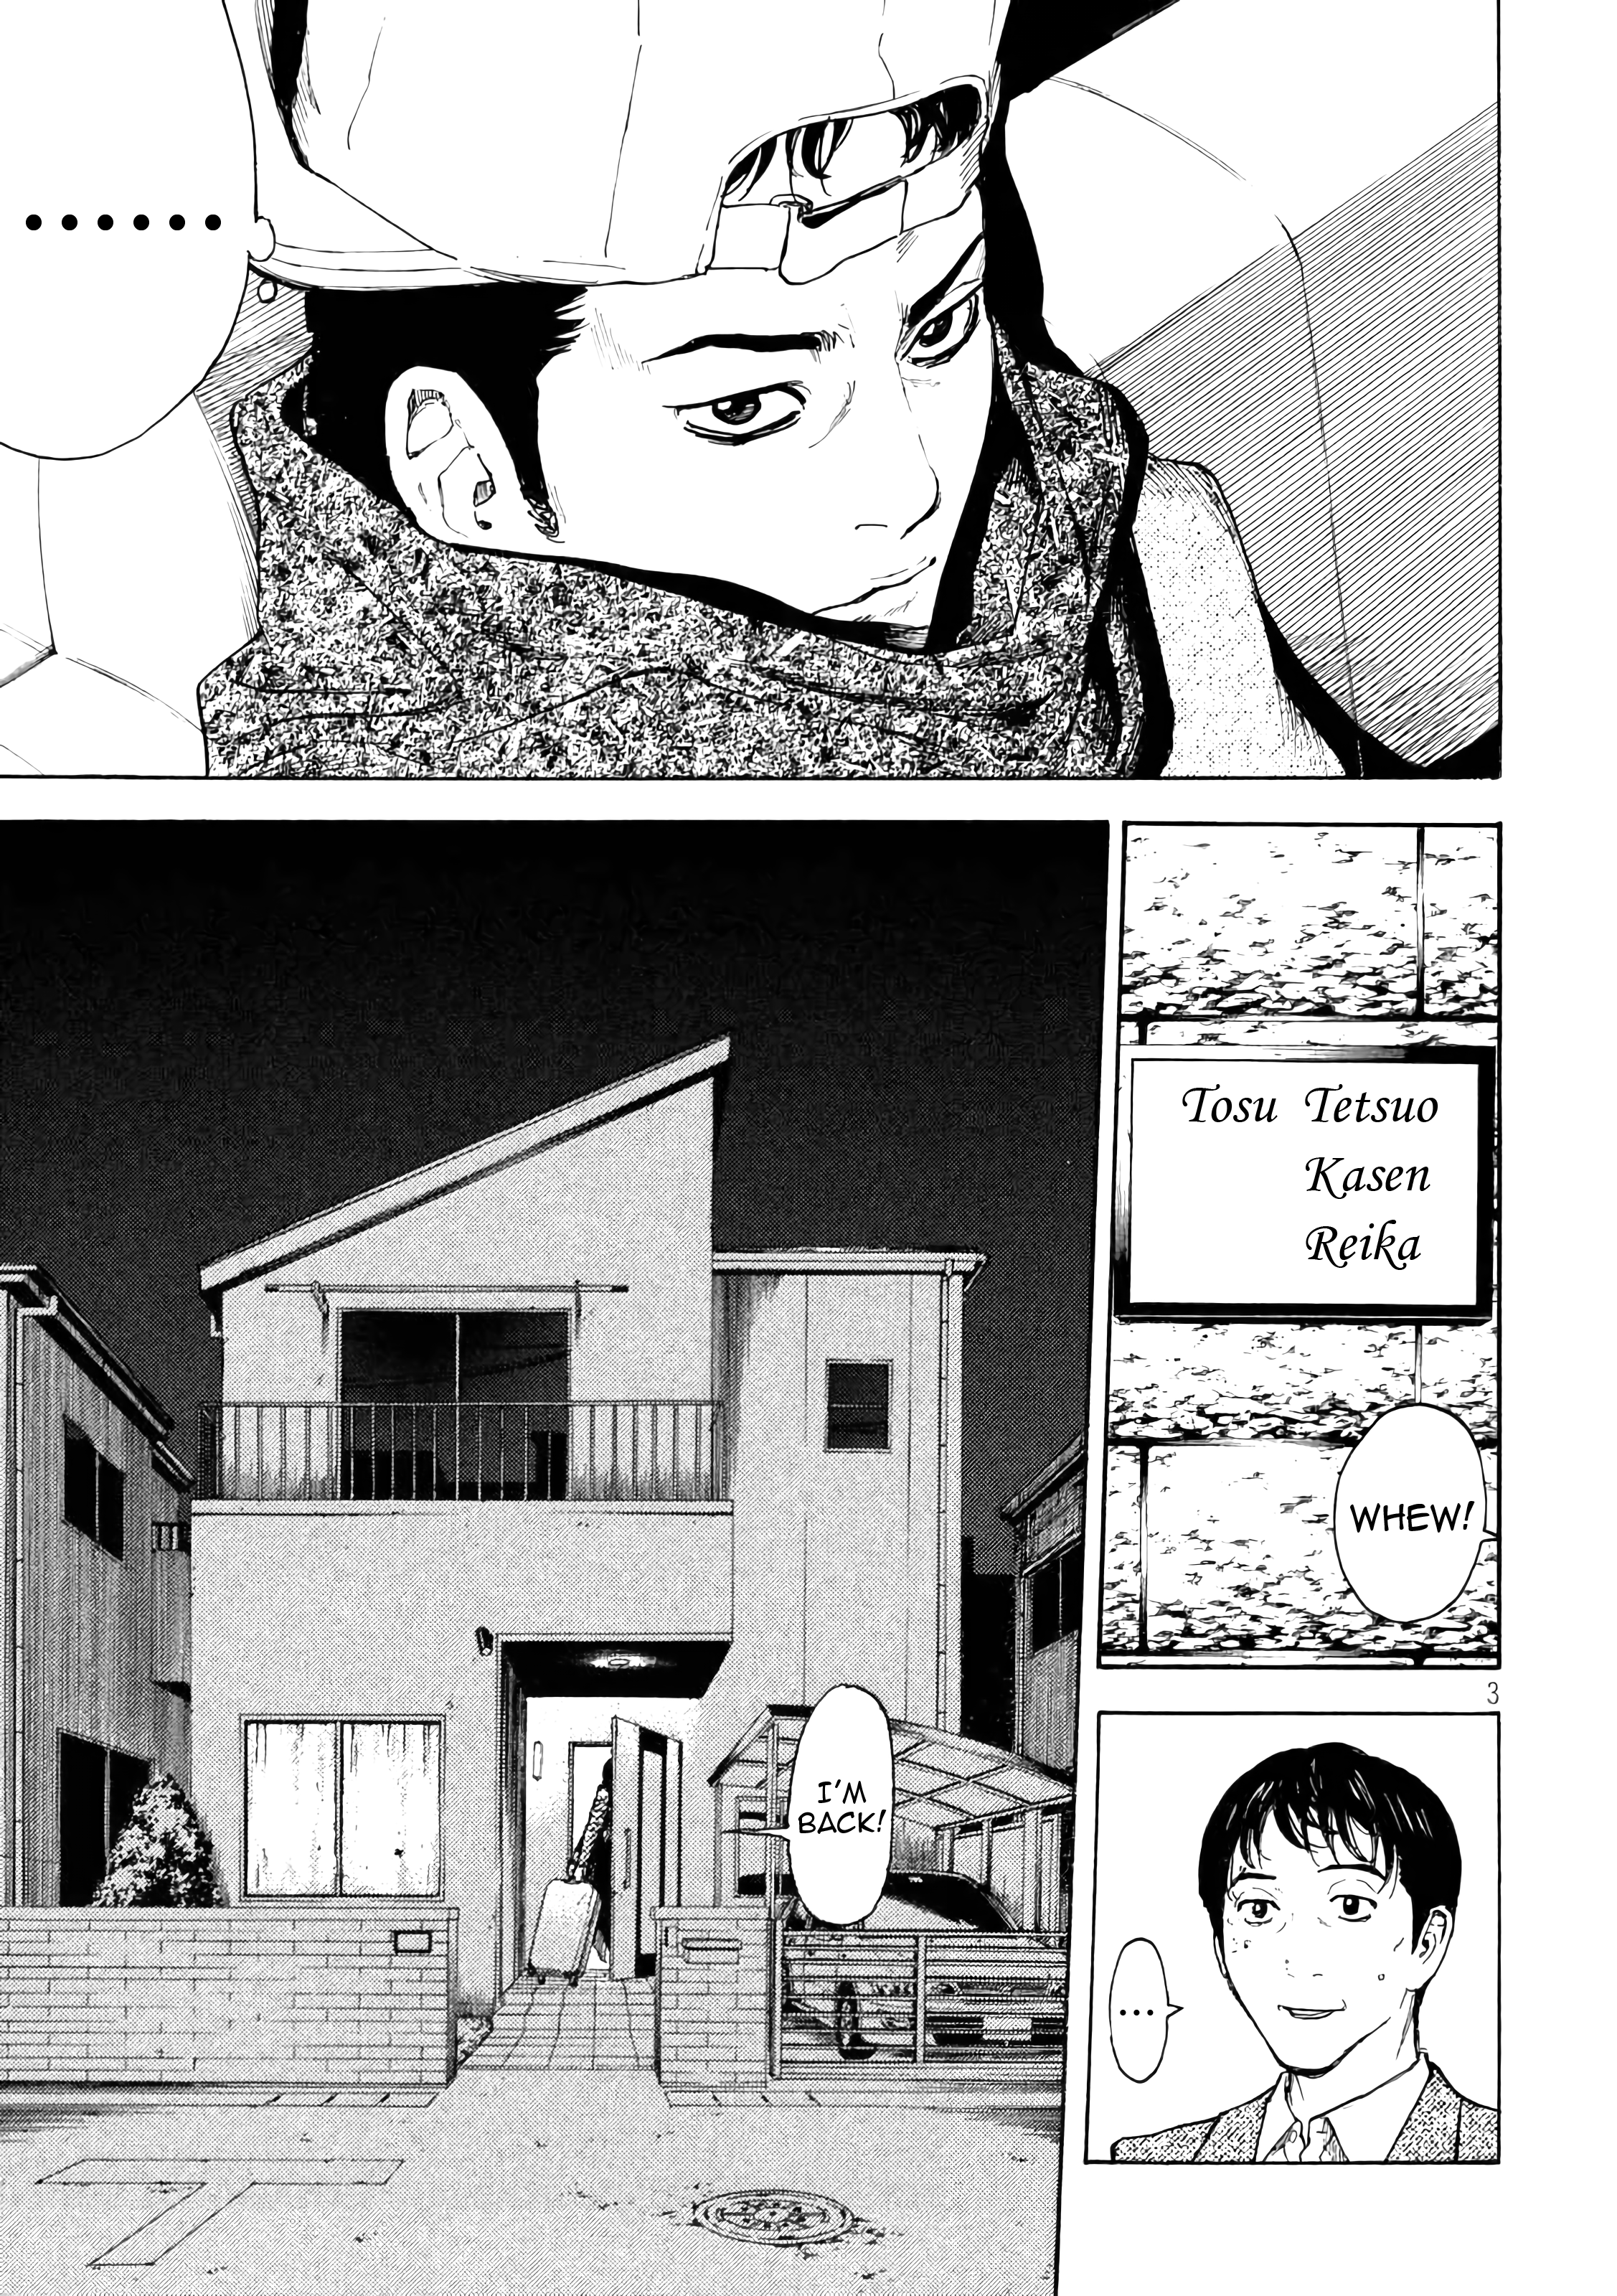 ......
Tosu Tetsuo
Kasen
Reika
WHEW!
3
...
I'M
BACK!